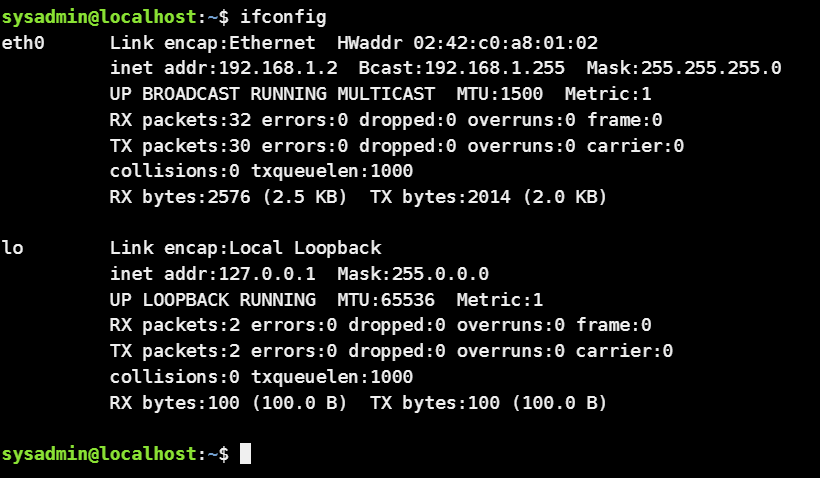 sysadmin@localhost:~$ ifconfig
eth0      Link encap:Ethernet  HWaddr 02:42:c0:a8:01:02
          inet addr:192.168.1.2  Bcast:192.168.1.255  Mask:255.255.255.0
          UP BROADCAST RUNNING MULTICAST  MTU:1500  Metric:1
          RX packets:32 errors:0 dropped:0 overruns:0 frame:0
          TX packets:30 errors:0 dropped:0 overruns:0 carrier:0
          collisions:0 txqueuelen:1000
          RX bytes:2576 (2.5 KB)  TX bytes:2014 (2.0 KB)

lo        Link encap:Local Loopback
          inet addr:127.0.0.1  Mask:255.0.0.0
          UP LOOPBACK RUNNING  MTU:65536  Metric:1
          RX packets:2 errors:0 dropped:0 overruns:0 frame:0
          TX packets:2 errors:0 dropped:0 overruns:0 carrier:0
          collisions:0 txqueuelen:1000
          RX bytes:100 (100.0 B)  TX bytes:100 (100.0 B)

sysadmin@localhost:~$